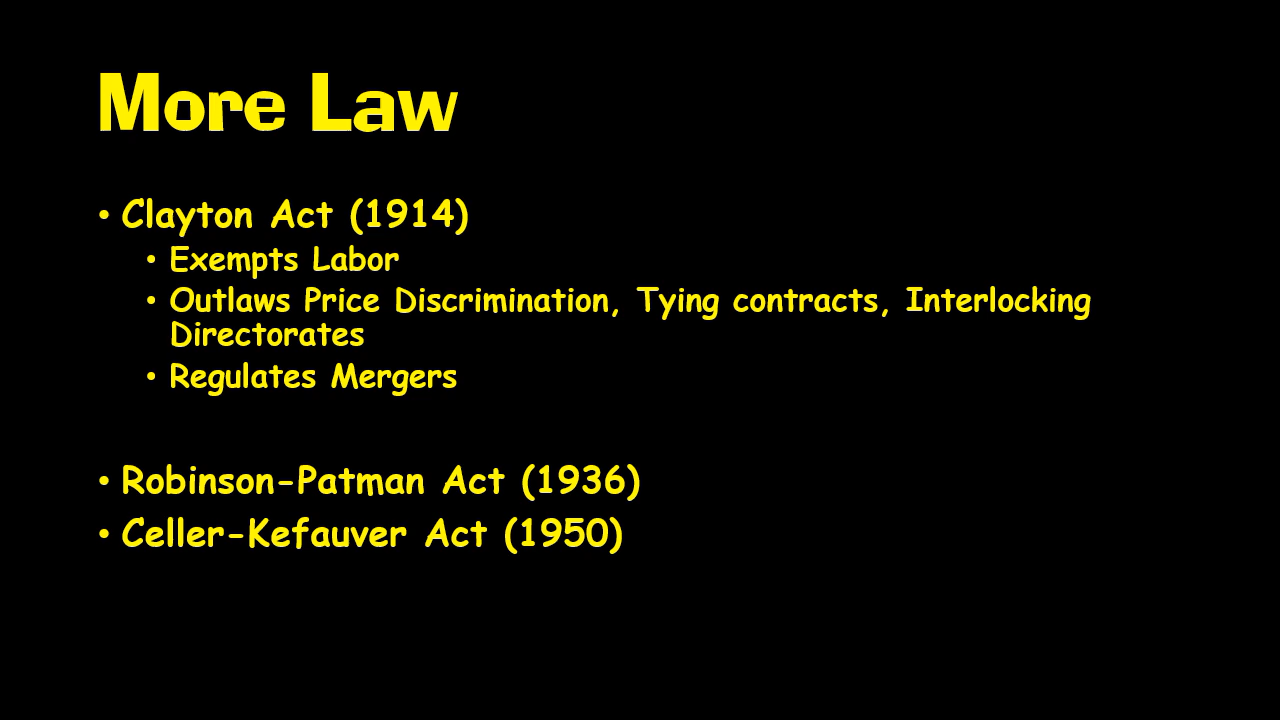 More Law
• Clayton Act (1914)
• Exempts Labor
• Outlaws Price Discrimination, Tying contracts, Interlocking
Directorates
• Regulates Mergers
• Robinson-Patman Act (1936)
• Celler-Kefauver Act (1950)